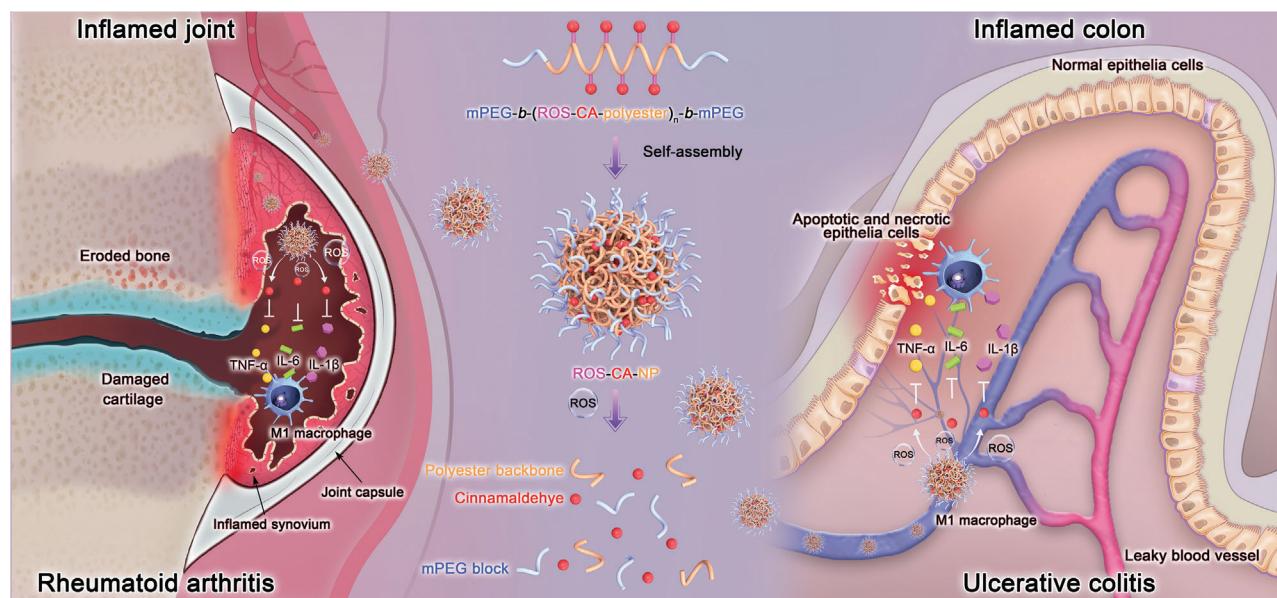 Inflamed joint
Eroded bone
ROS
ROS
ROS
TNF-α
IL-6
IL-1β
Damaged
cartilage
M1 macrophage
Joint capsule
Inflamed synovium
Rheumatoid arthritis
mPEG-b-(ROS-CA-polyester)n-b-mPEG
Self-assembly
ROS-CA-NP
ROS
Polyester backbone
Cinnamaldehye
mPEG block
Inflamed colon
Normal epithelia cells
Apoptotic and necrotic
epithelia cells
TNF-α
IL-6
IL-1β
ROS
ROS
ROS
M1 macrophage
Leaky blood vessel
Ulcerative colitis